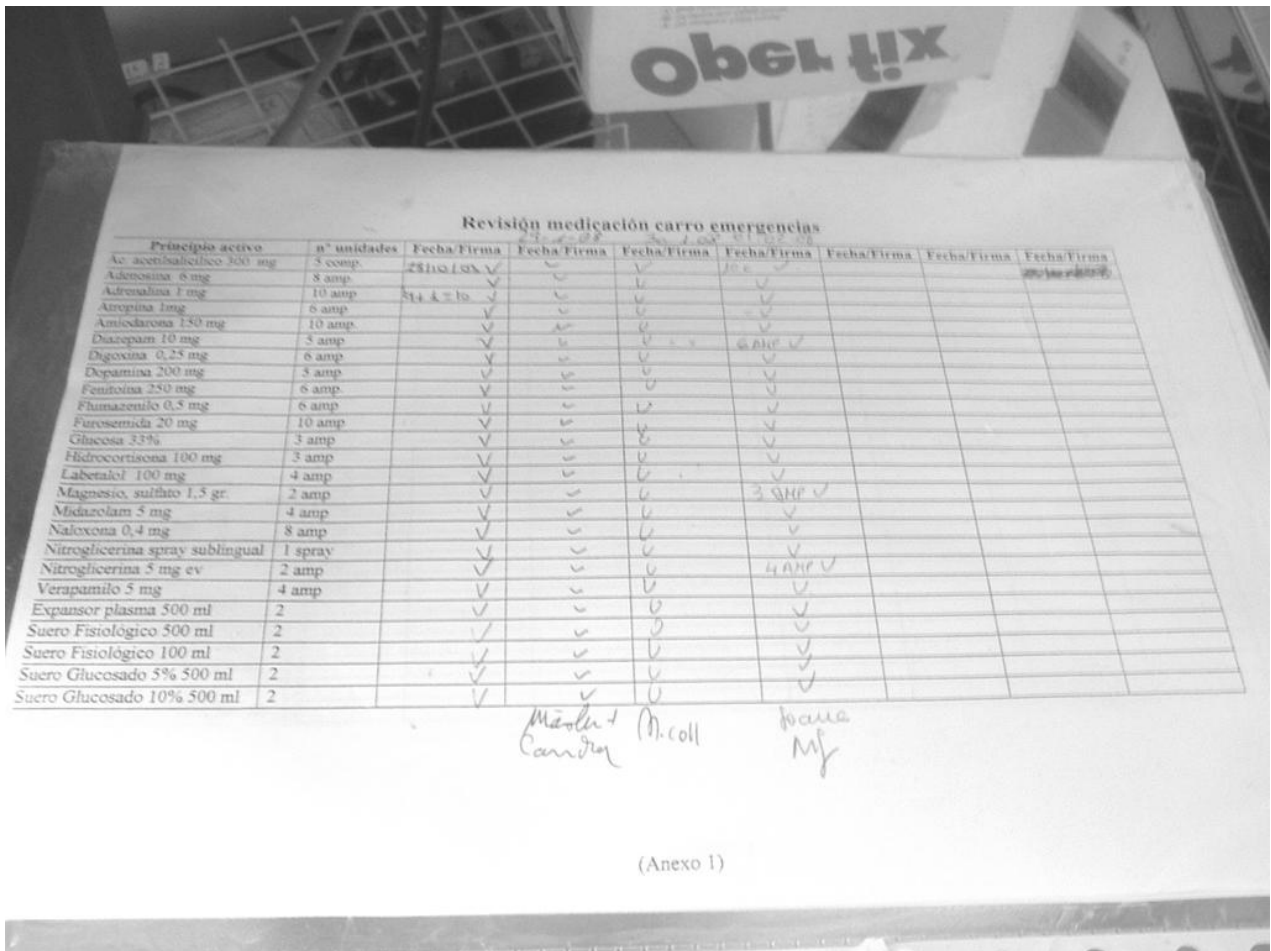 Ober fix
Revisión medicación carro emergencias
Principio activo nº unidades Fecha/Firma Fecha/Firma Fecha/Firma Fecha/Firma Fecha/Firma Fecha/Firma Fecha/Firma
Ac. acetilsalicílico 300 mg 5 comp.
Adenosina 6 mg 8 amp. ✓ ✓ ✓ ✓
Adrenalina 1 mg 10 amp ✓ ✓ ✓ ✓
Atropina 1mg 6 amp ✓ ✓ ✓ ✓
Amiodarona 150 mg 10 amp. ✓ ✓ ✓ ✓
Diazepam 10 mg 5 amp ✓ ✓ ✓ 6 AMP ✓
Digoxina 0,25 mg 6 amp ✓ ✓ ✓ ✓
Dopamina 200 mg 5 amp ✓ ✓ ✓ ✓
Fenitoína 250 mg 6 amp. ✓ ✓ ✓ ✓
Flumazenilo 0,5 mg 6 amp ✓ ✓ ✓ ✓
Furosemida 20 mg 10 amp ✓ ✓ ✓ ✓
Glucosa 33% 3 amp ✓ ✓ ✓ ✓
Hidrocortisona 100 mg 3 amp ✓ ✓ ✓ ✓
Labetalol 100 mg 4 amp ✓ ✓ ✓ ✓
Magnesio, sulfato 1,5 gr. 2 amp ✓ ✓ ✓ 3 AMP ✓
Midazolam 5 mg 4 amp ✓ ✓ ✓ ✓
Naloxona 0,4 mg 8 amp ✓ ✓ ✓ ✓
Nitroglicerina spray sublingual 1 spray ✓ ✓ ✓ ✓
Nitroglicerina 5 mg ev 2 amp ✓ ✓ ✓ 4 AMP ✓
Verapamilo 5 mg 4 amp ✓ ✓ ✓ ✓
Expansor plasma 500 ml 2 ✓ ✓ ✓ ✓
Suero Fisiológico 500 ml 2 ✓ ✓ ✓ ✓
Suero Fisiológico 100 ml 2 ✓ ✓ ✓ ✓
Suero Glucosado 5% 500 ml 2 ✓ ✓ ✓ ✓
Suero Glucosado 10% 500 ml 2 ✓ ✓ ✓ ✓
M. coll
(Anexo 1)